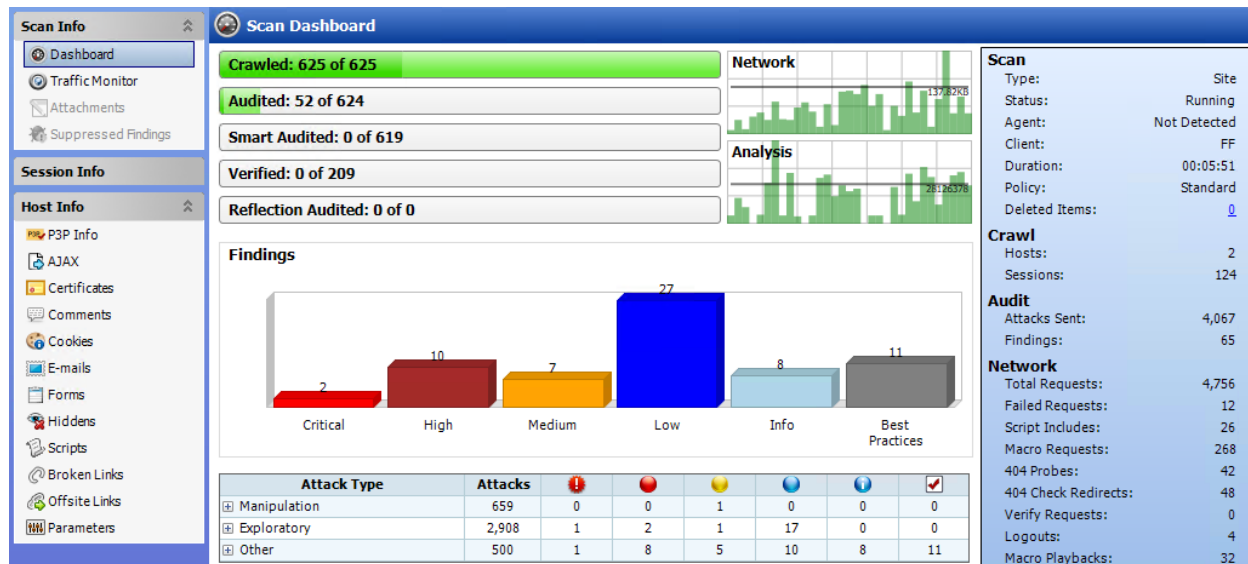 Scan Info
Dashboard
Traffic Monitor
Attachments
Suppressed Findings
Session Info
Host Info
P3P P3P Info
AJAX
Certificates
Comments
Cookies
E-mails
Forms
Hiddens
Scripts
Broken Links
Offsite Links
Parameters
Scan Dashboard
Crawled: 625 of 625
Audited: 52 of 624
Smart Audited: 0 of 619
Verified: 0 of 209
Reflection Audited: 0 of 0
Network
137.82KB
Analysis
28126378
Findings
2
10
7
27
8
11
Critical
High
Medium
Low
Info
Best
Practices
Attack Type Attacks
Manipulation 659 0 0 1 0 0 0
Exploratory 2,908 1 2 1 17 0 0
Other 500 1 8 5 10 8 11
Scan
Type: Site
Status: Running
Agent: Not Detected
Client: FF
Duration: 00:05:51
Policy: Standard
Deleted Items: 0
Crawl
Hosts: 2
Sessions: 124
Audit
Attacks Sent: 4,067
Findings: 65
Network
Total Requests: 4,756
Failed Requests: 12
Script Includes: 26
Macro Requests: 268
404 Probes: 42
404 Check Redirects: 48
Verify Requests: 0
Logouts: 4
Macro Playbacks: 32